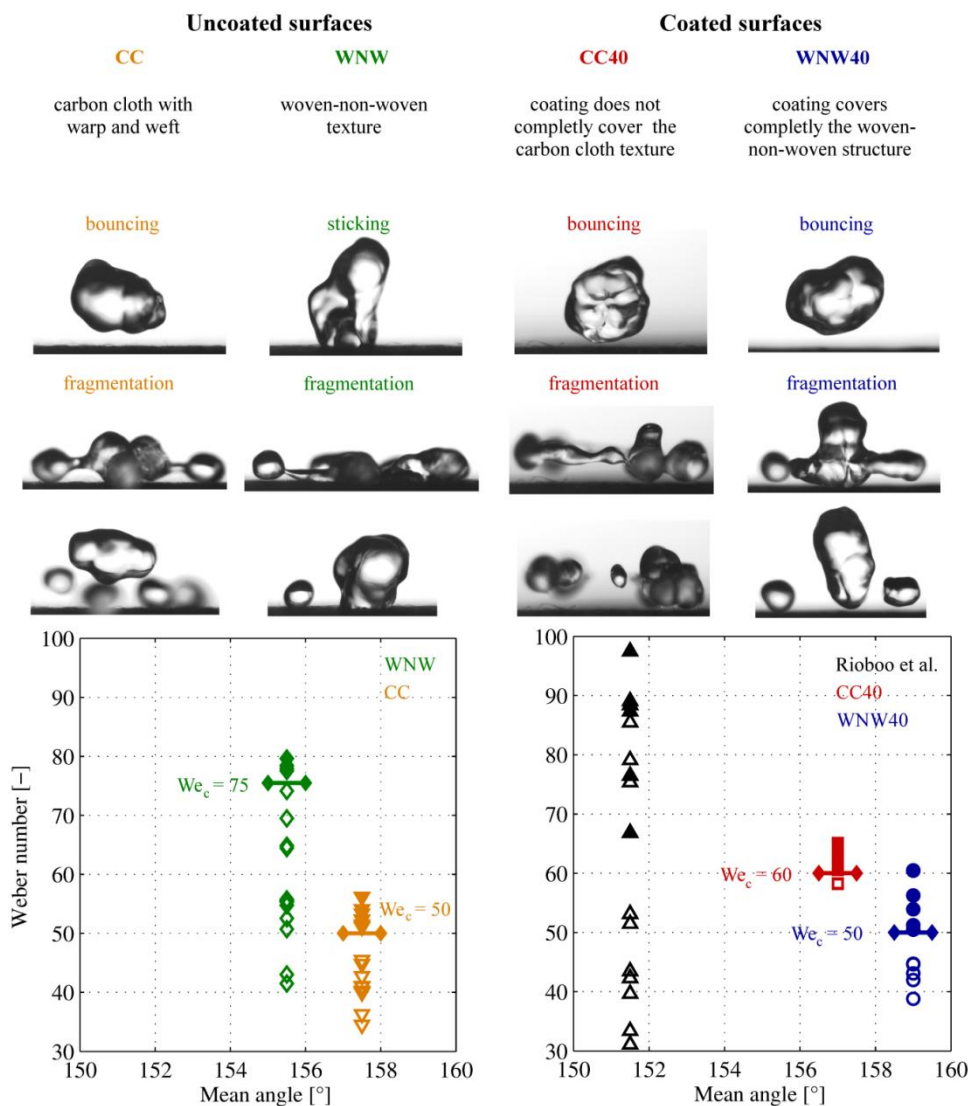 Uncoated surfaces
Coated surfaces
CC
WNW
CC40
WNW40
carbon cloth with
warp and weft
woven-non-woven
texture
coating does not
completly cover the
carbon cloth texture
coating covers
completly the woven-
non-woven structure
bouncing
sticking
bouncing
bouncing
fragmentation
fragmentation
fragmentation
fragmentation
Weber number [−]
100
90
80
70
60
50
40
30
WNW
CC
We_c = 75
We_c = 50
150 152 154 156 158 160
Mean angle [°]
100
90
80
70
60
50
40
30
Rioboo et al.
CC40
WNW40
We_c = 60
We_c = 50
150 152 154 156 158 160
Mean angle [°]